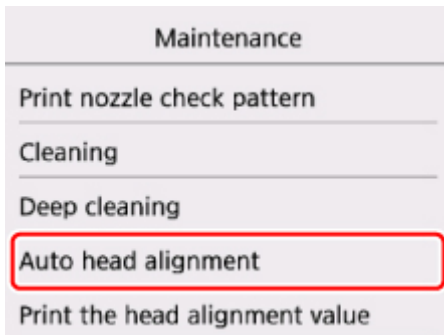 Maintenance
Print nozzle check pattern
Cleaning
Deep cleaning
Auto head alignment
Print the head alignment value